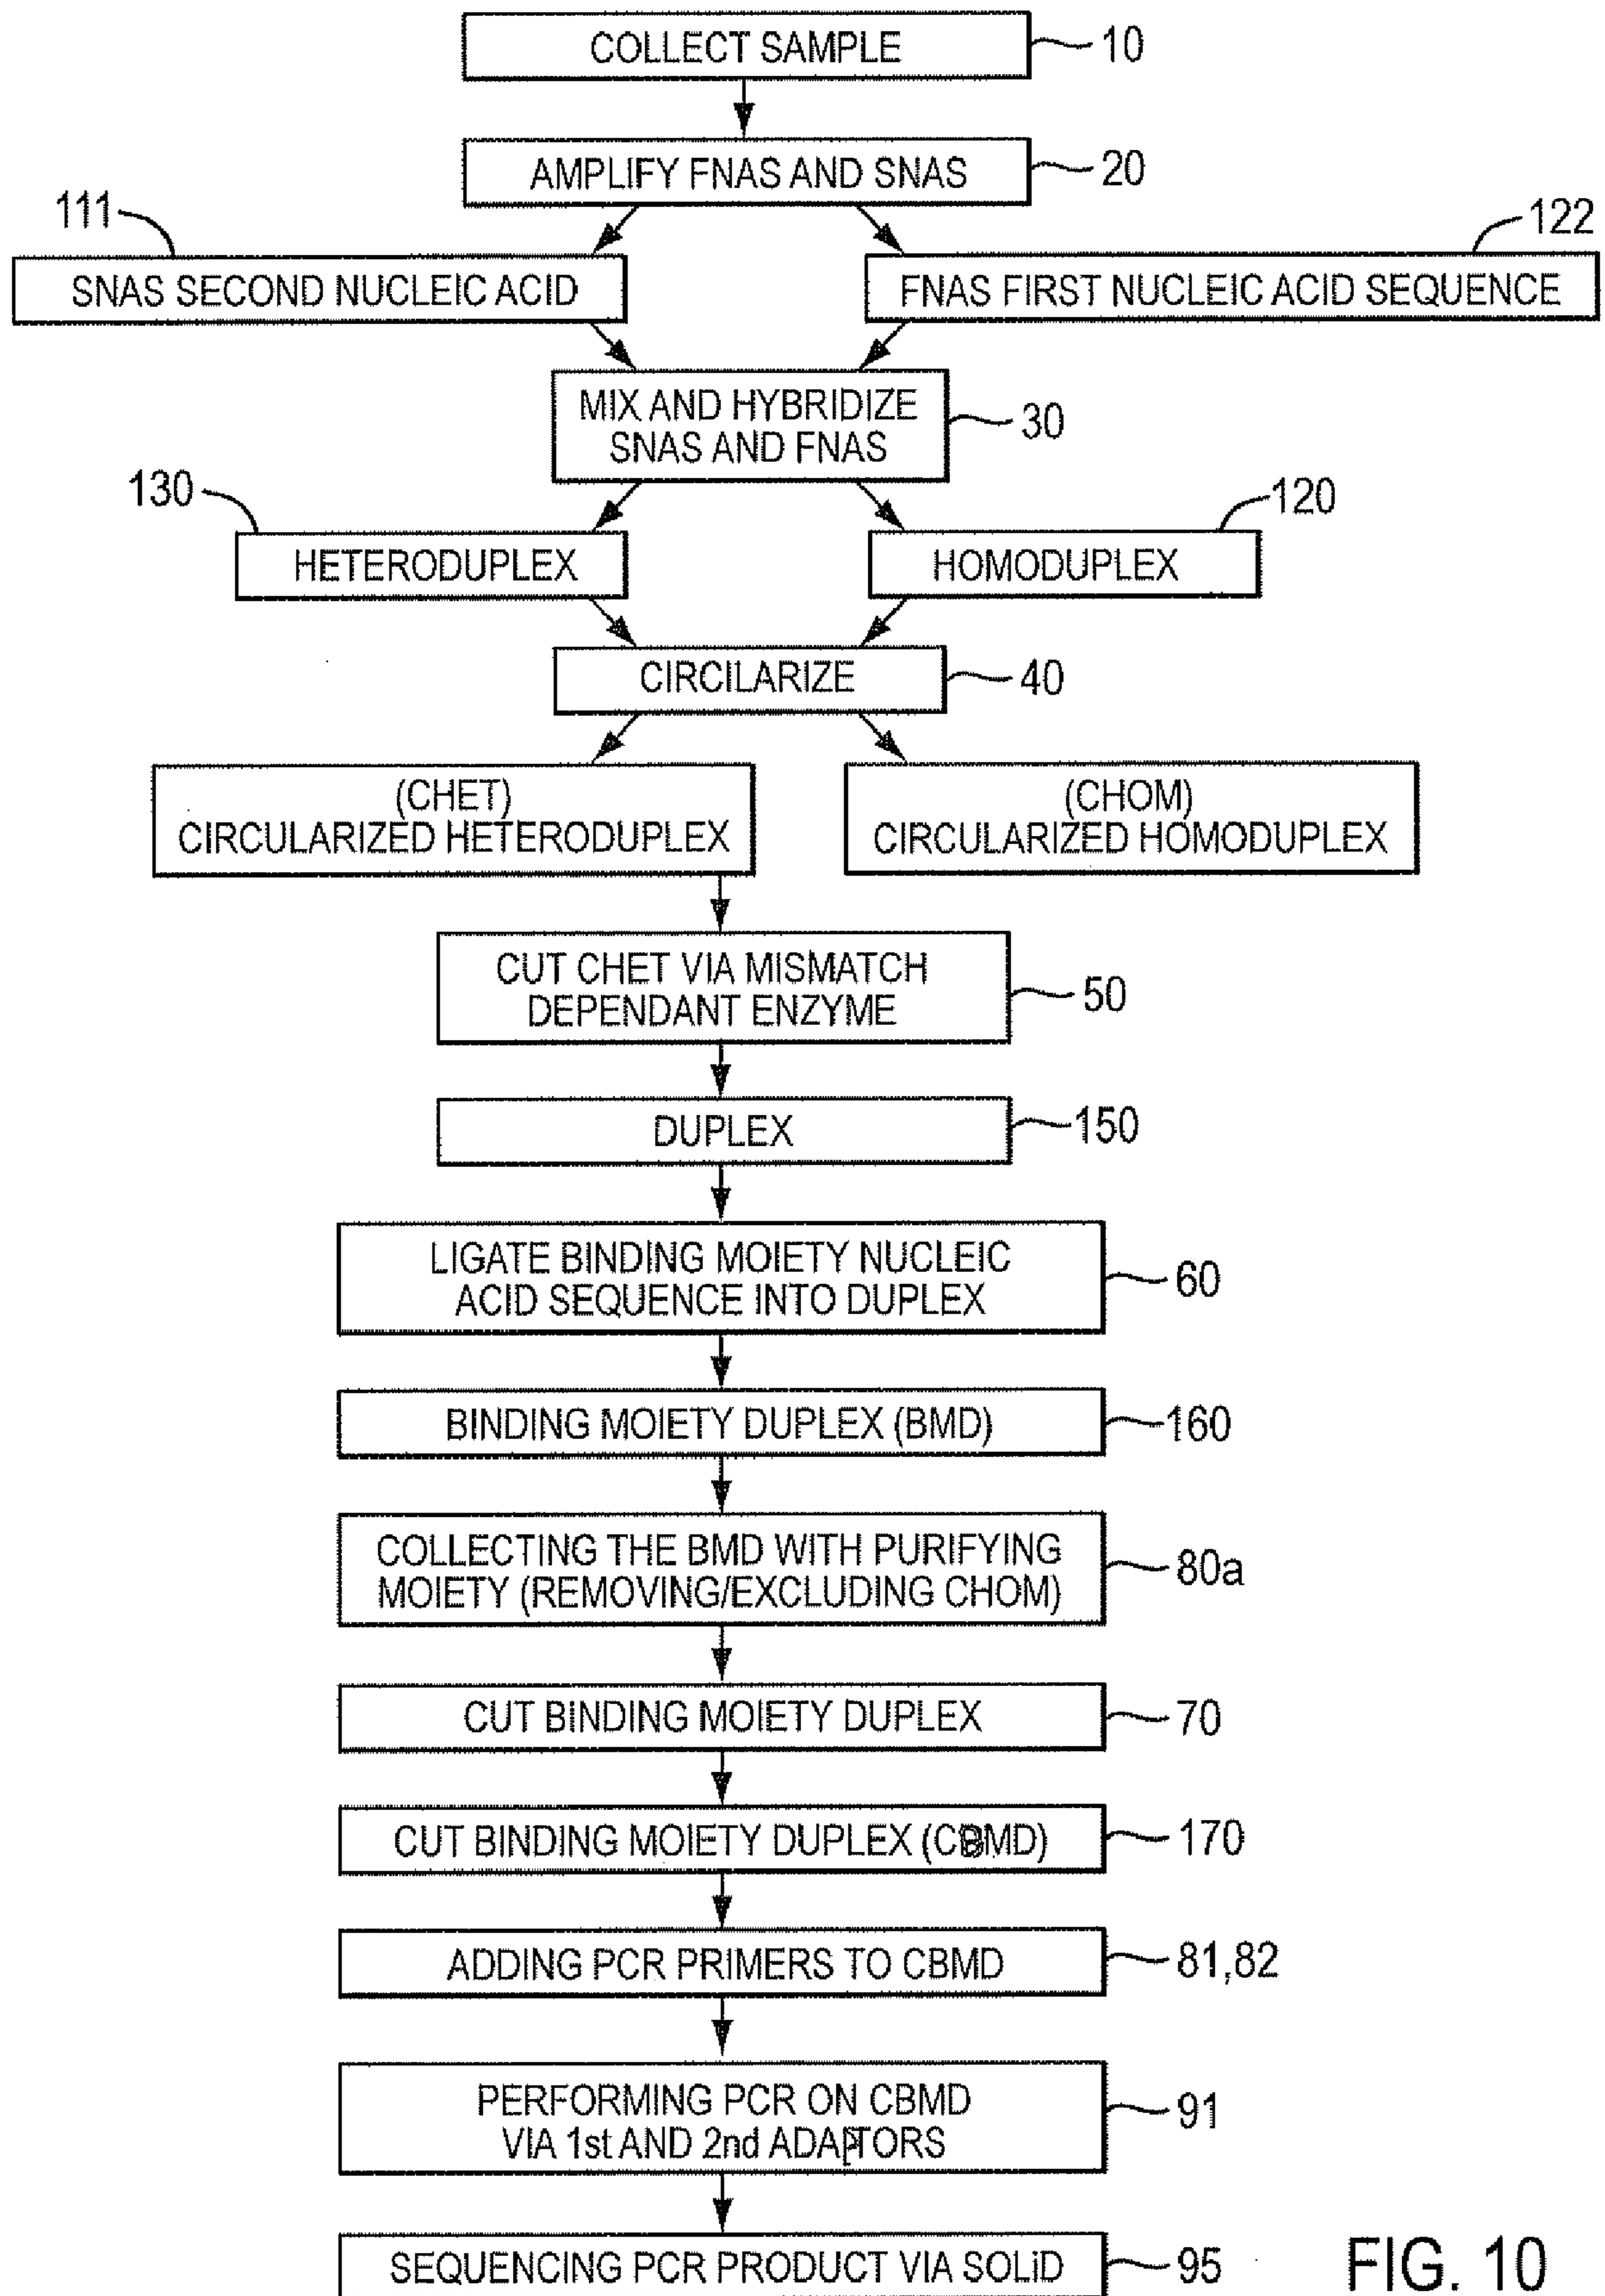 COLLECT SAMPLE
10
AMPLIFY FNAS AND SNAS
20
111
122
SNAS SECOND NUCLEIC ACID
FNAS FIRST NUCLEIC ACID SEQUENCE
MIX AND HYBRIDIZE
SNAS AND FNAS
30
130
120
HETERODUPLEX
HOMODUPLEX
CIRCILARIZE
40
(CHET)
CIRCULARIZED HETERODUPLEX
(CHOM)
CIRCULARIZED HOMODUPLEX
CUT CHET VIA MISMATCH
DEPENDANT ENZYME
50
DUPLEX
150
LIGATE BINDING MOIETY NUCLEIC
ACID SEQUENCE INTO DUPLEX
60
BINDING MOIETY DUPLEX (BMD)
160
COLLECTING THE BMD WITH PURIFYING
MOIETY (REMOVING/EXCLUDING CHOM)
80a
CUT BINDING MOIETY DUPLEX
70
CUT BINDING MOIETY DUPLEX (CBMD)
170
ADDING PCR PRIMERS TO CBMD
81,82
PERFORMING PCR ON CBMD
VIA 1st AND 2nd ADAPTORS
91
SEQUENCING PCR PRODUCT VIA SOLiD
95
FIG. 10